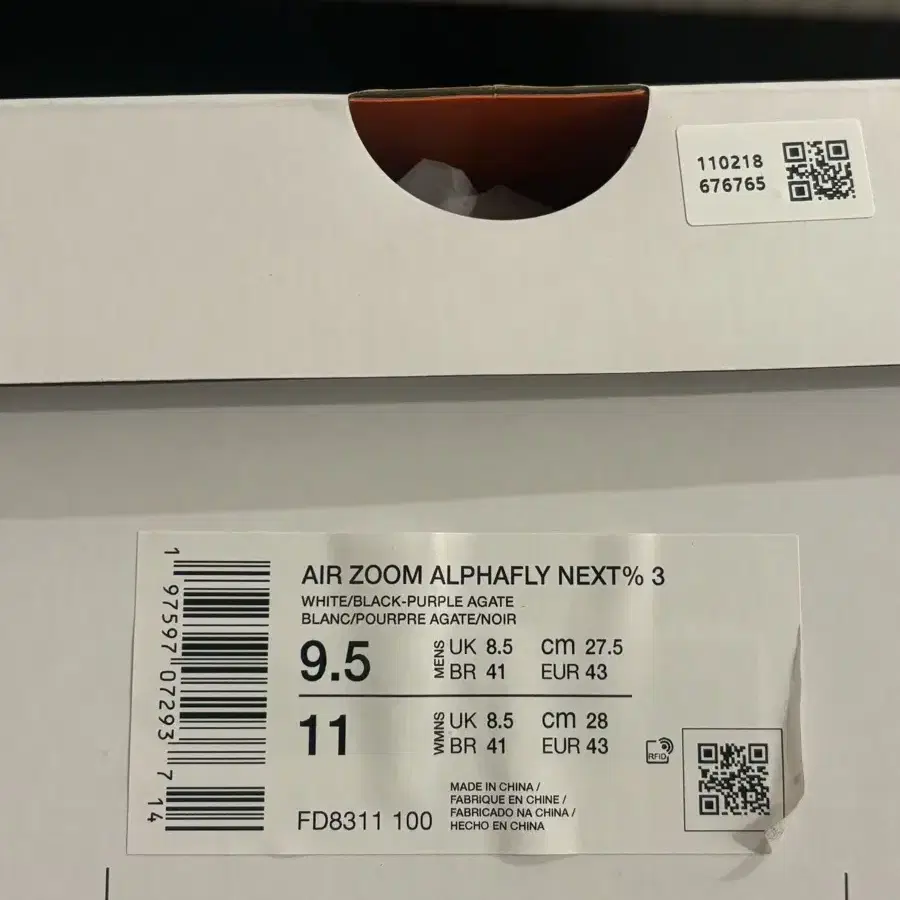 110218
676765
AIR ZOOM ALPHAFLY NEXT% 3
WHITE/BLACK-PURPLE AGATE
BLANC/POURPRE AGATE/NOIR
9.5 MENS UK 8.5 cm 27.5
BR 41 EUR 43
11 WMNS UK 8.5 cm 28
BR 41 EUR 43
RFID
MADE IN CHINA /
FABRIQUE EN CHINE /
FABRICADO NA CHINA /
HECHO EN CHINA
FD8311 100
1 97597 07293 7 14